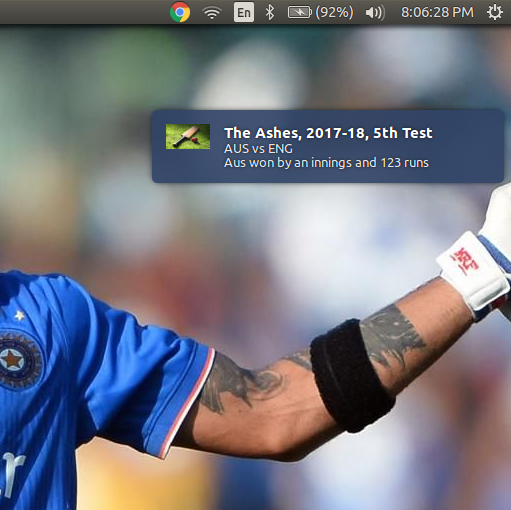 En (92%) 8:06:28 PM
The Ashes, 2017-18, 5th Test
AUS vs ENG
Aus won by an innings and 123 runs
MRF
r